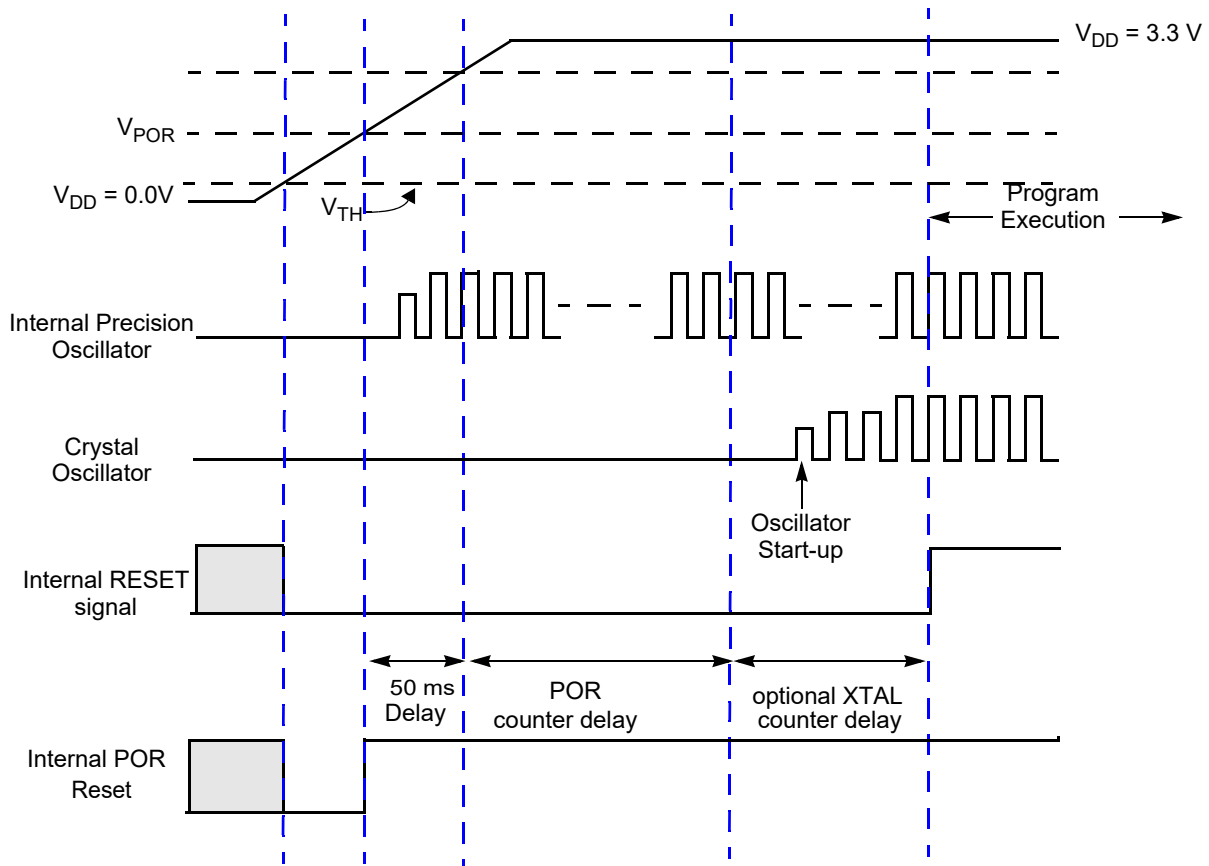 V_DD = 3.3 V
V_POR
V_DD = 0.0V
V_TH
Program
Execution
Internal Precision
Oscillator
Crystal
Oscillator
Oscillator
Start-up
Internal RESET
signal
50 ms
Delay
POR
counter delay
optional XTAL
counter delay
Internal POR
Reset